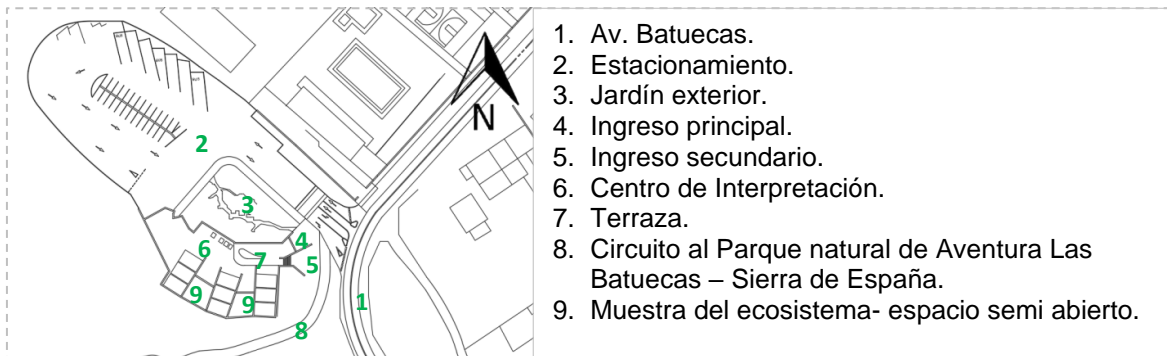 N
2
3
4
6
5
7
9
9
1
8
1. Av. Batuecas.
2. Estacionamiento.
3. Jardín exterior.
4. Ingreso principal.
5. Ingreso secundario.
6. Centro de Interpretación.
7. Terraza.
8. Circuito al Parque natural de Aventura Las
Batuecas – Sierra de España.
9. Muestra del ecosistema- espacio semi abierto.